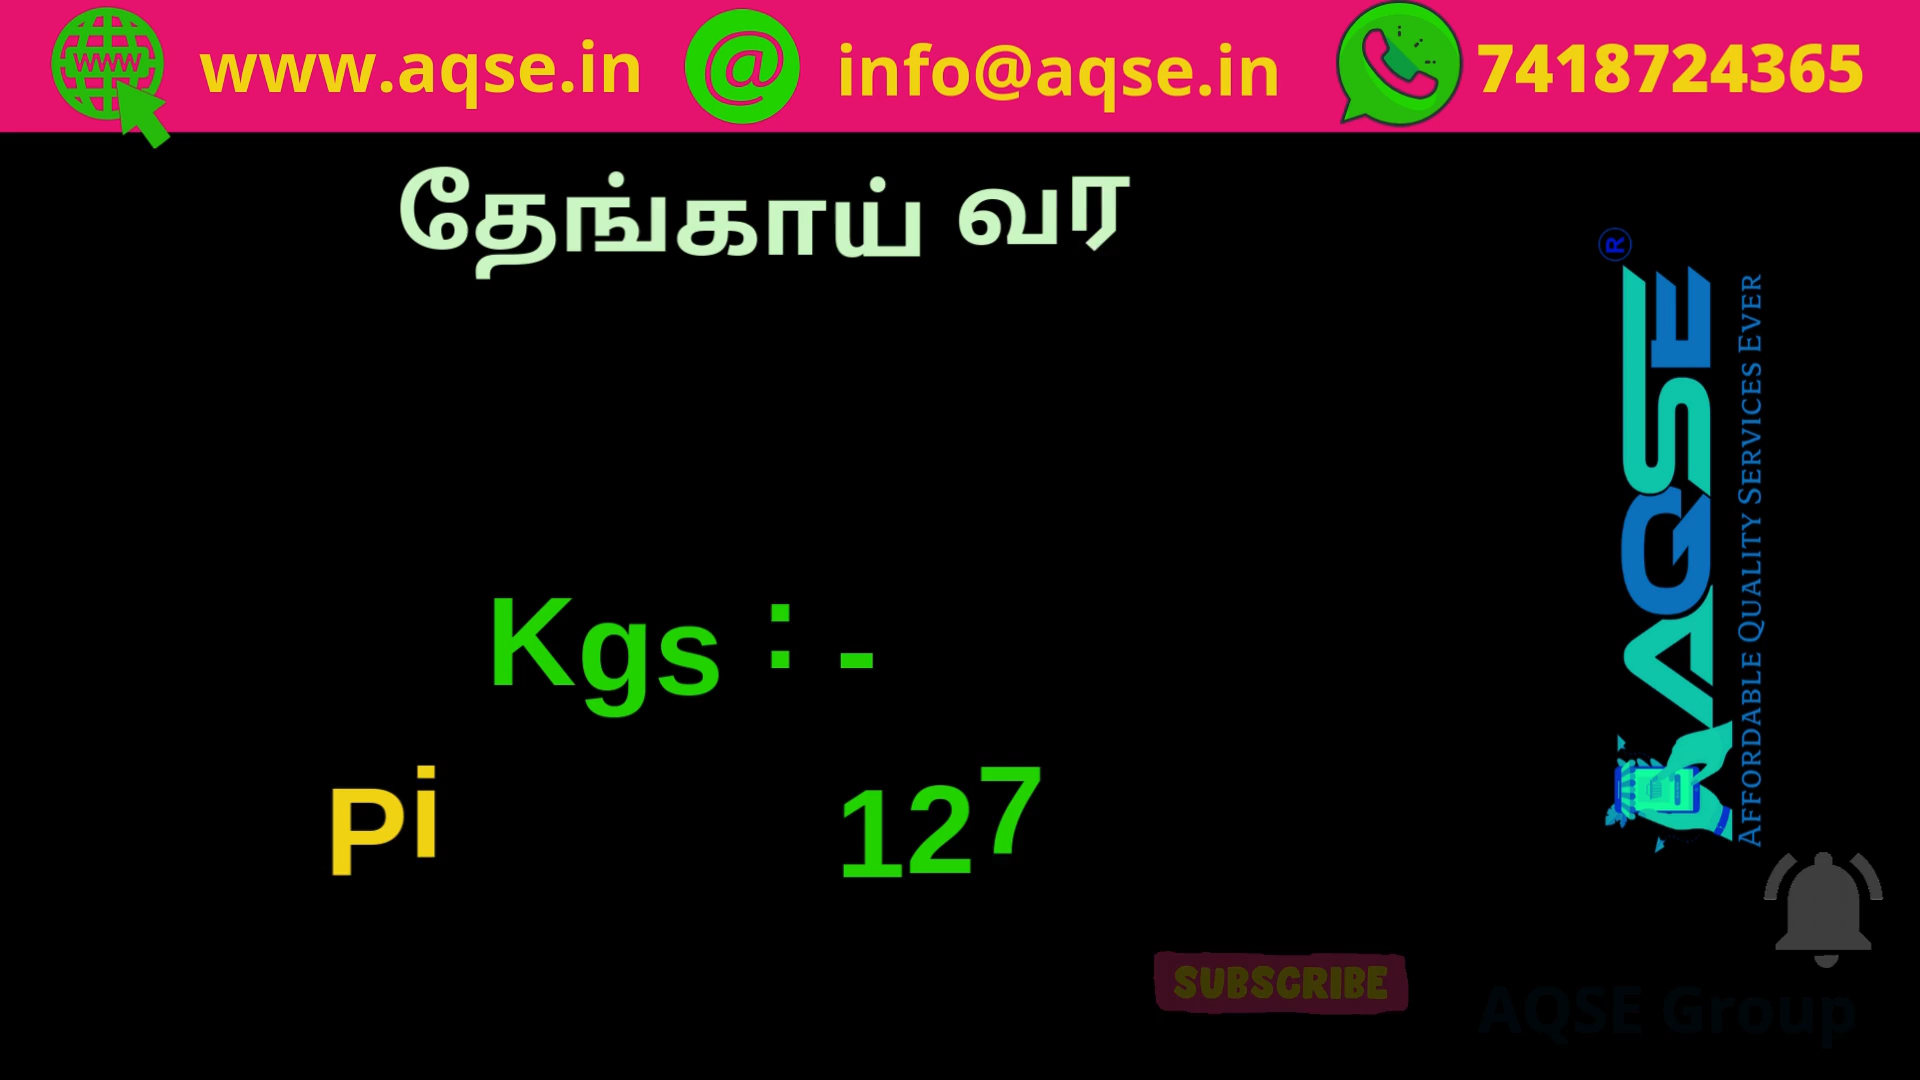 www.aqse.in info@aqse.in 7418724365
தேங்காய் வர
Kgs : -
Pi 127
AQSE ®
AFFORDABLE QUALITY SERVICES EVER
SUBSCRIBE
AQSE Group